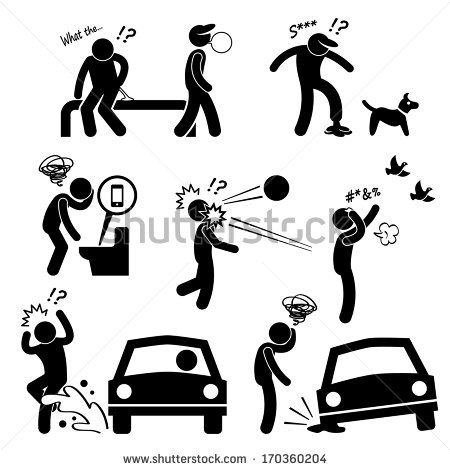 What the... !?
S*** !?
!?
#*&%
!?
shutterstock
www.shutterstock.com · 170360204